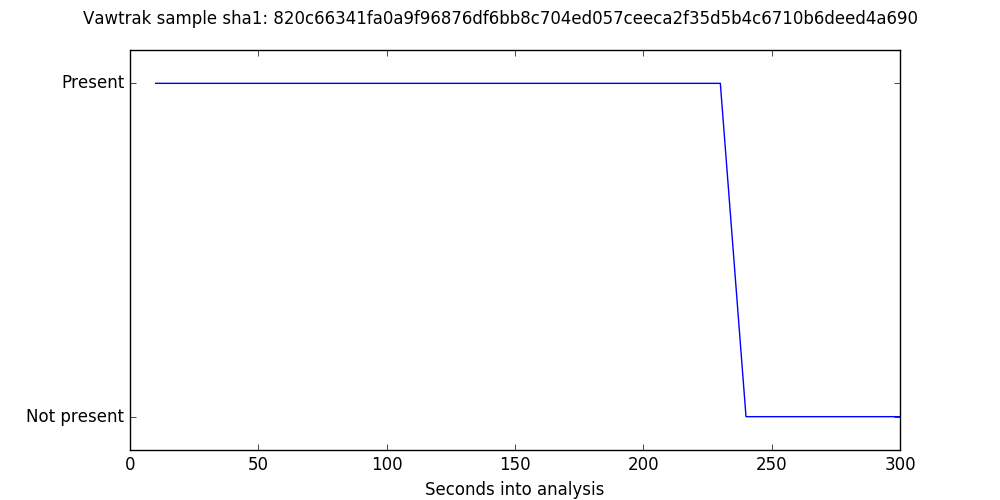 Vawtrak sample sha1: 820c66341fa0a9f96876df6bb8c704ed057ceeca2f35d5b4c6710b6deed4a690
Present
Not present
0 50 100 150 200 250 300
Seconds into analysis